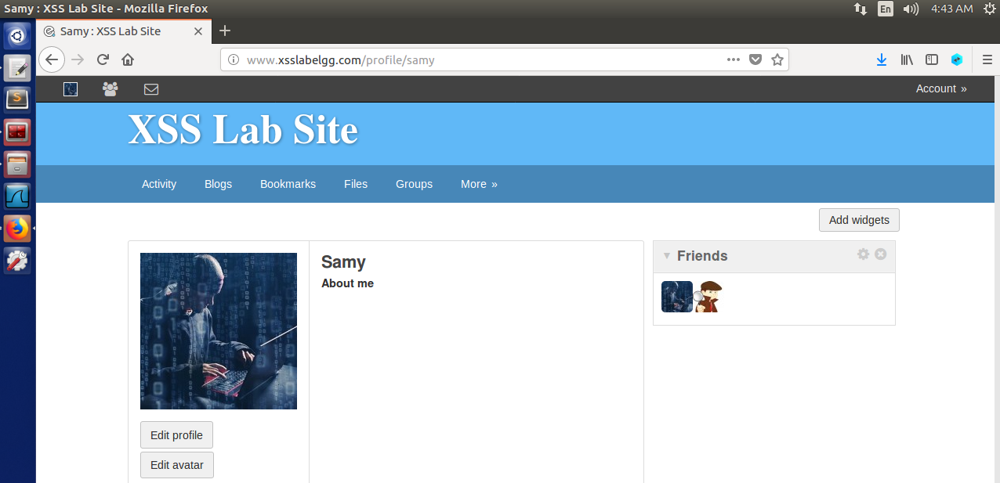 Samy : XSS Lab Site - Mozilla Firefox
En
4:43 AM
Samy : XSS Lab Site
www.xsslabelgg.com/profile/samy
Account »
XSS Lab Site
Activity Blogs Bookmarks Files Groups More »
Add widgets
Samy
About me
Friends
Edit profile
Edit avatar